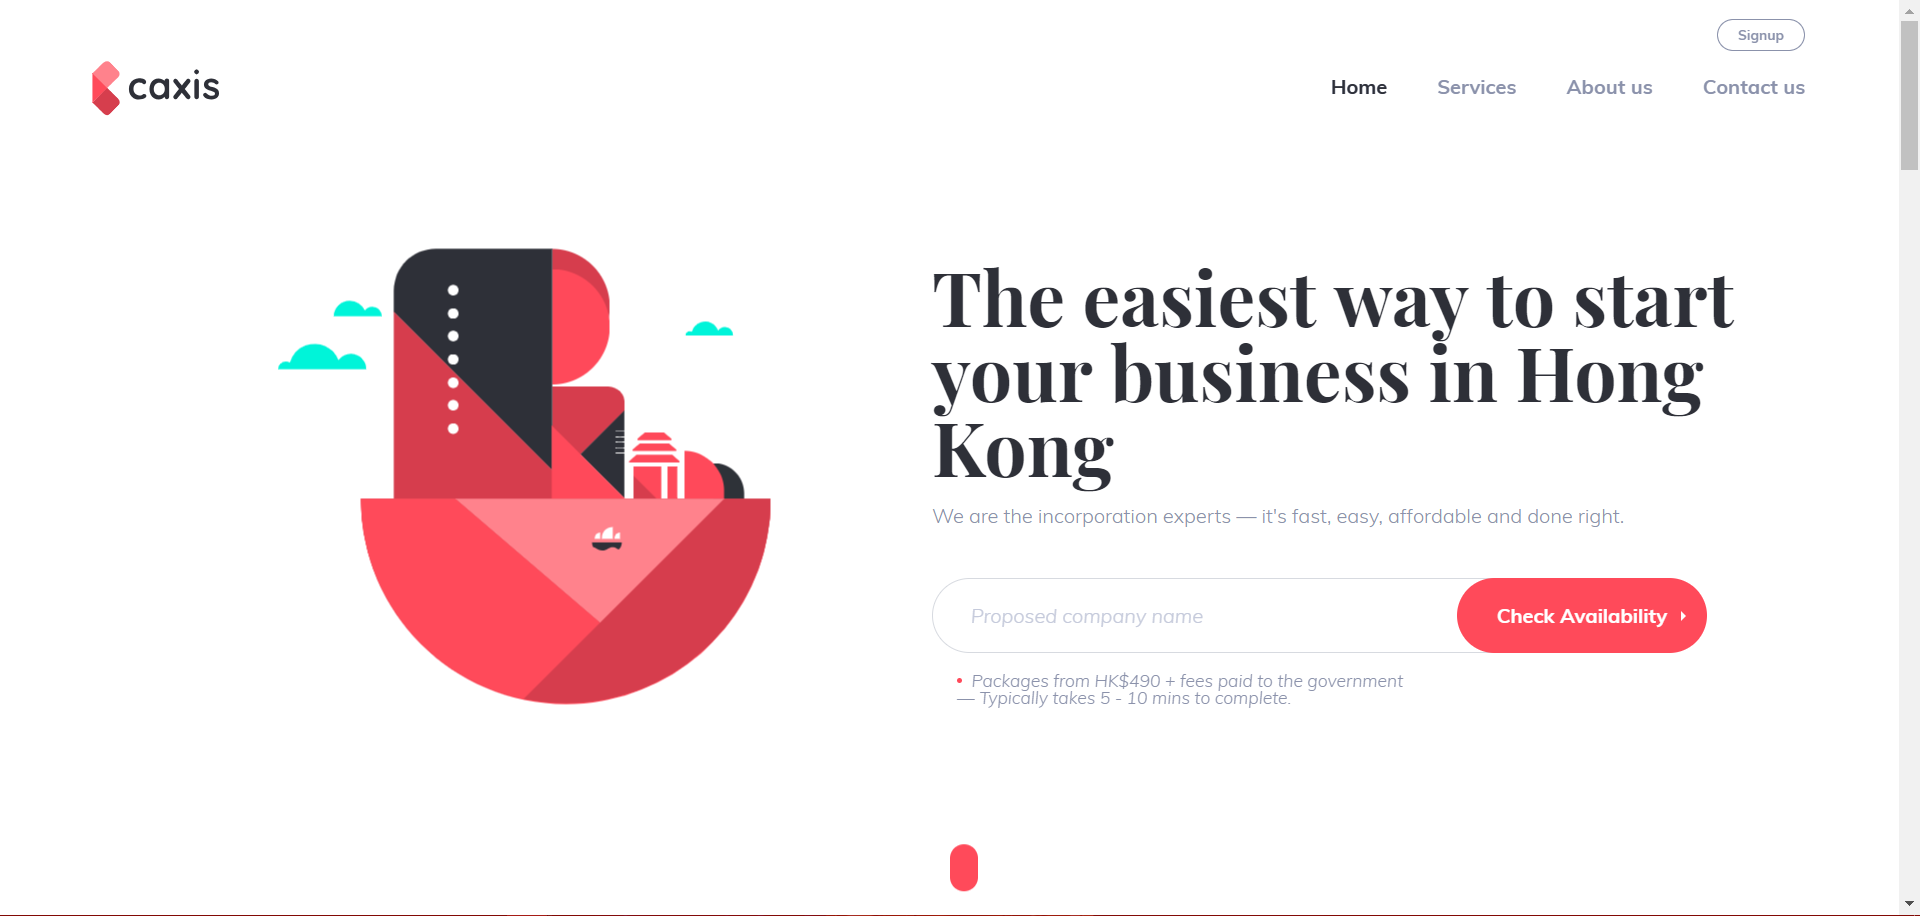 Signup
caxis
Home Services About us Contact us
The easiest way to start
your business in Hong
Kong
We are the incorporation experts — it's fast, easy, affordable and done right.
Proposed company name
Check Availability
• Packages from HK$490 + fees paid to the government
— Typically takes 5 - 10 mins to complete.